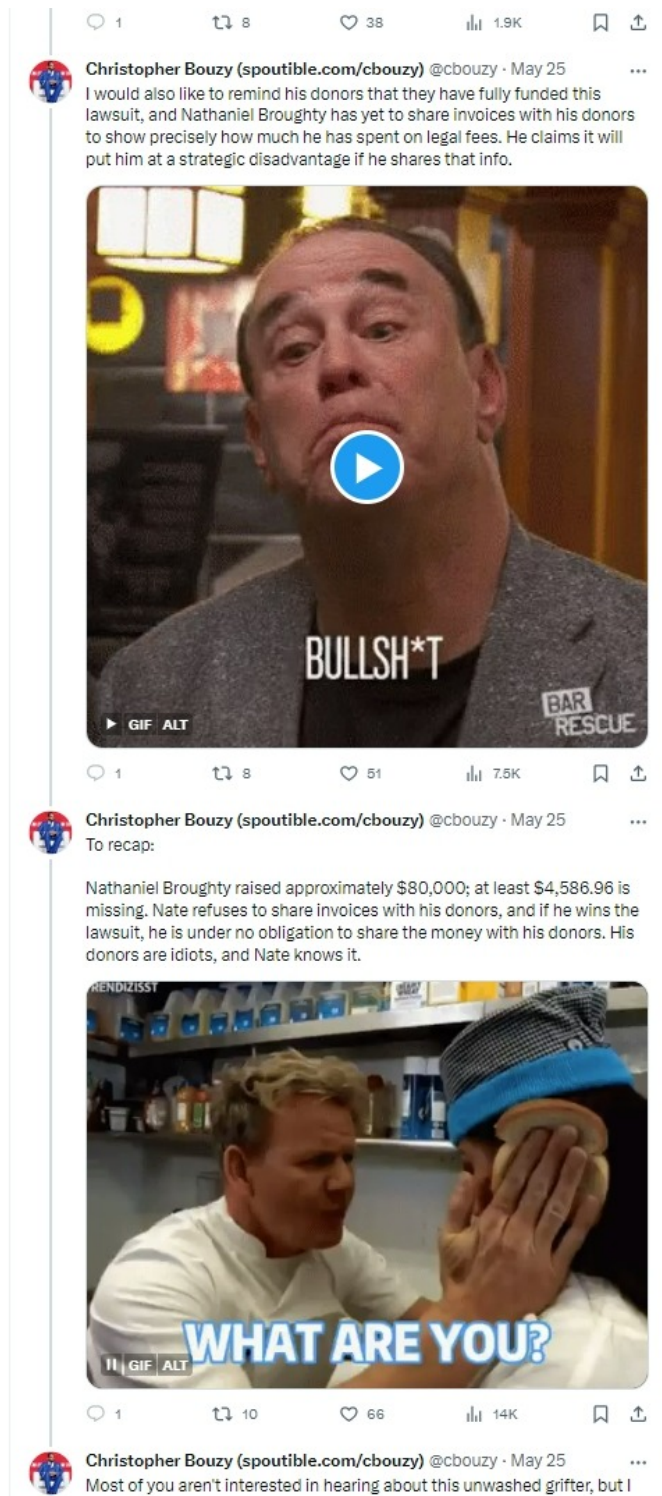 1 8 38 1.9K
Christopher Bouzy (spoutible.com/cbouzy) @cbouzy · May 25 ...
I would also like to remind his donors that they have fully funded this
lawsuit, and Nathaniel Broughty has yet to share invoices with his donors
to show precisely how much he has spent on legal fees. He claims it will
put him at a strategic disadvantage if he shares that info.
BULLSH*T
BAR
RESCUE
GIF ALT
1 8 51 7.5K
Christopher Bouzy (spoutible.com/cbouzy) @cbouzy · May 25 ...
To recap:
Nathaniel Broughty raised approximately $80,000; at least $4,586.96 is
missing. Nate refuses to share invoices with his donors, and if he wins the
lawsuit, he is under no obligation to share the money with his donors. His
donors are idiots, and Nate knows it.
RENDIZISST
WHAT ARE YOU?
GIF ALT
1 10 66 14K
Christopher Bouzy (spoutible.com/cbouzy) @cbouzy · May 25 ...
Most of you aren't interested in hearing about this unwashed grifter, but I